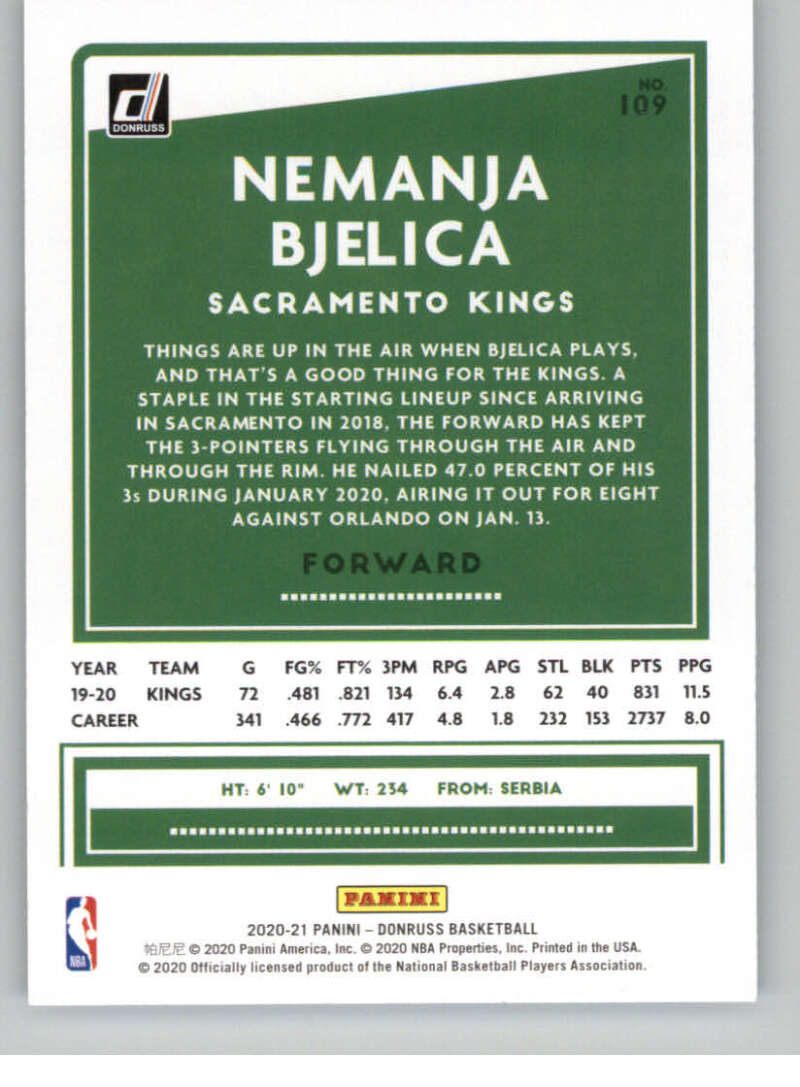 DONRUSS
NO.
109
NEMANJA
BJELICA
SACRAMENTO KINGS
THINGS ARE UP IN THE AIR WHEN BJELICA PLAYS,
AND THAT'S A GOOD THING FOR THE KINGS. A
STAPLE IN THE STARTING LINEUP SINCE ARRIVING
IN SACRAMENTO IN 2018, THE FORWARD HAS KEPT
THE 3-POINTERS FLYING THROUGH THE AIR AND
THROUGH THE RIM. HE NAILED 47.0 PERCENT OF HIS
3s DURING JANUARY 2020, AIRING IT OUT FOR EIGHT
AGAINST ORLANDO ON JAN. 13.
FORWARD
YEAR TEAM G FG% FT% 3PM RPG APG STL BLK PTS PPG
19-20 KINGS 72 .481 .821 134 6.4 2.8 62 40 831 11.5
CAREER 341 .466 .772 417 4.8 1.8 232 153 2737 8.0
HT: 6' 10" WT: 234 FROM: SERBIA
PANINI
2020-21 PANINI – DONRUSS BASKETBALL
帕尼尼 © 2020 Panini America, Inc. © 2020 NBA Properties, Inc. Printed in the USA.
© 2020 Officially licensed product of the National Basketball Players Association.
NBA